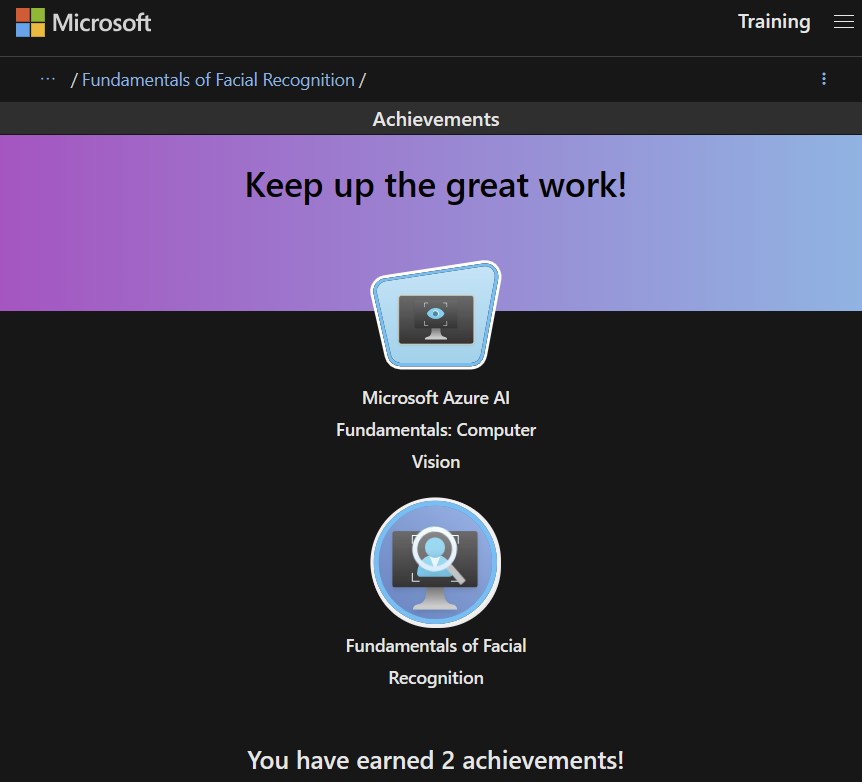 Microsoft
Training
... / Fundamentals of Facial Recognition /
Achievements
Keep up the great work!
Microsoft Azure AI
Fundamentals: Computer
Vision
Fundamentals of Facial
Recognition
You have earned 2 achievements!